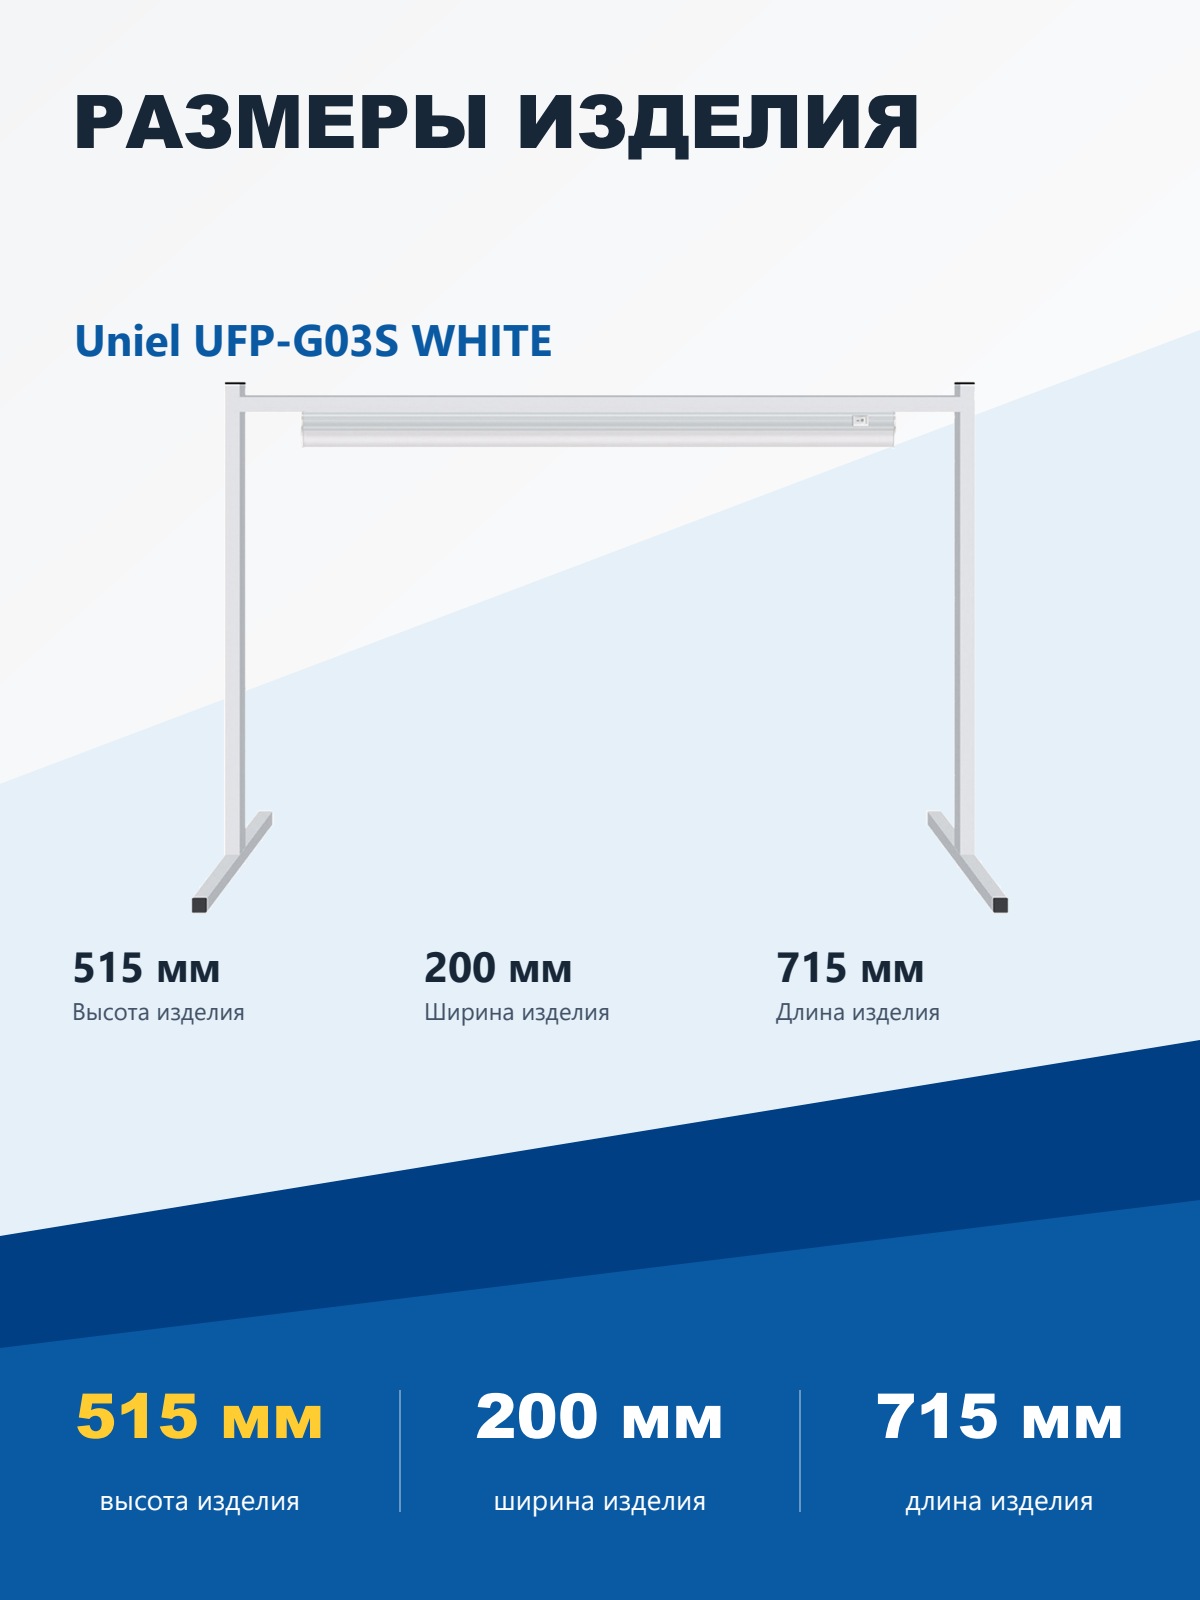 РАЗМЕРЫ ИЗДЕЛИЯ
Uniel UFP-G03S WHITE
515 мм
Высота изделия
200 мм
Ширина изделия
715 мм
Длина изделия
515 мм
высота изделия
200 мм
ширина изделия
715 мм
длина изделия